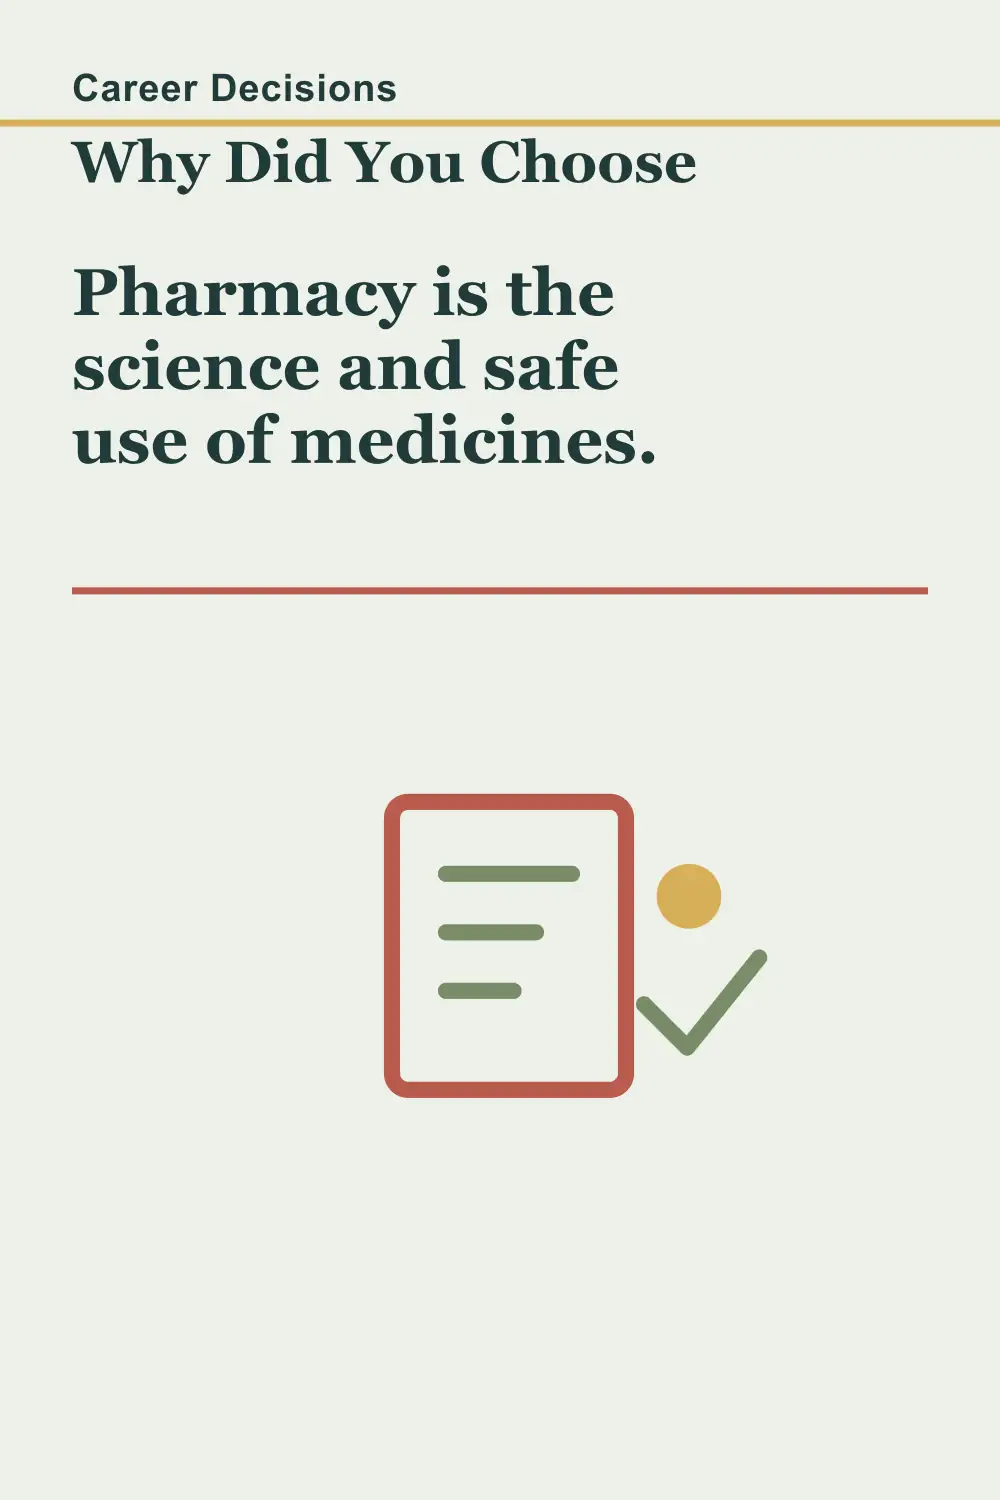 Career Decisions
Why Did You Choose
Pharmacy is the
science and safe
use of medicines.